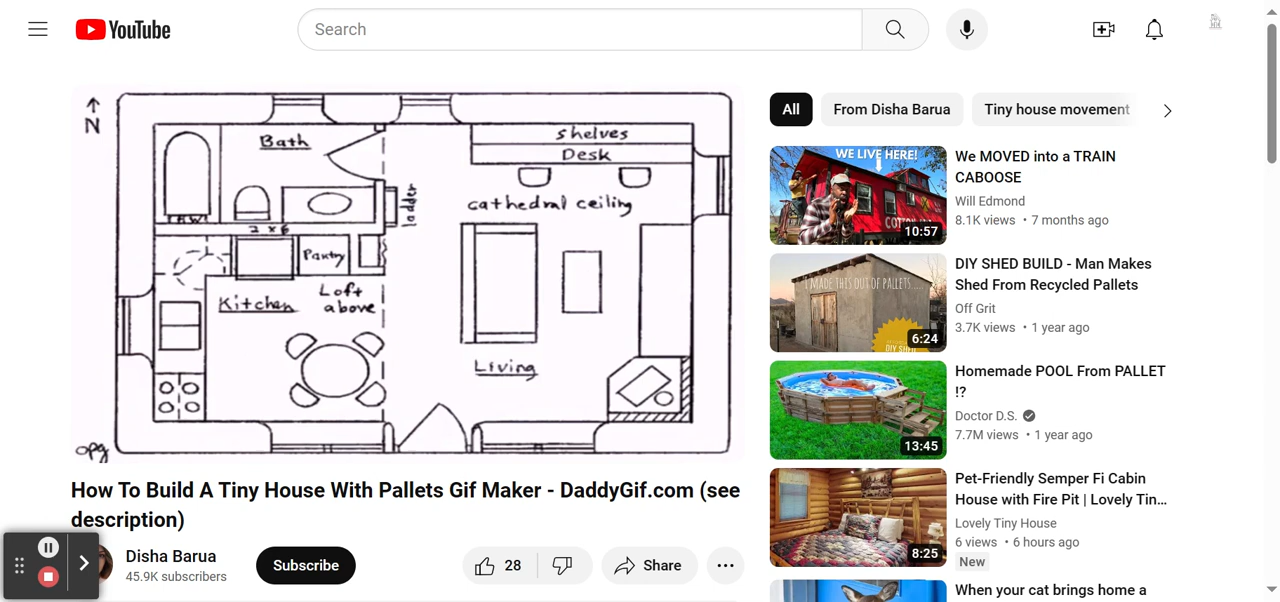 YouTube
Search
N
Bath
shelves
Desk
ladder
cathedral ceiling
2 x 6
Pantry
Kitchen
Loft
above
Living
opg
How To Build A Tiny House With Pallets Gif Maker - DaddyGif.com (see
description)
Disha Barua
45.9K subscribers
Subscribe
28
Share
All
From Disha Barua
Tiny house movement
WE LIVE HERE!
COTTON
10:57
We MOVED into a TRAIN
CABOOSE
Will Edmond
8.1K views • 7 months ago
I MADE THIS OUT OF PALLETS.....
DIY SHED
6:24
DIY SHED BUILD - Man Makes
Shed From Recycled Pallets
Off Grit
3.7K views • 1 year ago
13:45
Homemade POOL From PALLET
!?
Doctor D.S.
7.7M views • 1 year ago
8:25
Pet-Friendly Semper Fi Cabin
House with Fire Pit | Lovely Tin...
Lovely Tiny House
6 views • 6 hours ago
New
When your cat brings home a